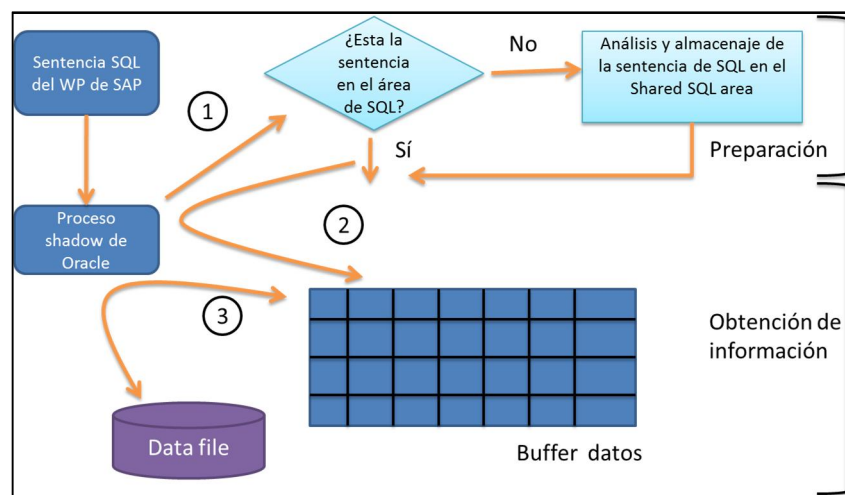 Sentencia SQL
del WP de SAP
¿Esta la
sentencia
en el área
de SQL?
No
Análisis y almacenaje de
la sentencia de SQL en el
Shared SQL area
1
Sí
Preparación
Proceso
shadow de
Oracle
2
3
Obtención de
información
Data file
Buffer datos